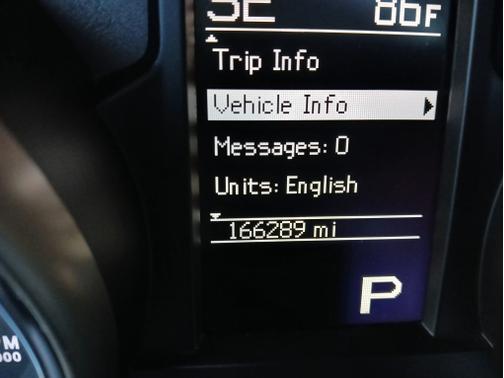 SE 86F
Trip Info
Vehicle Info
Messages: 0
Units: English
166289 mi
P